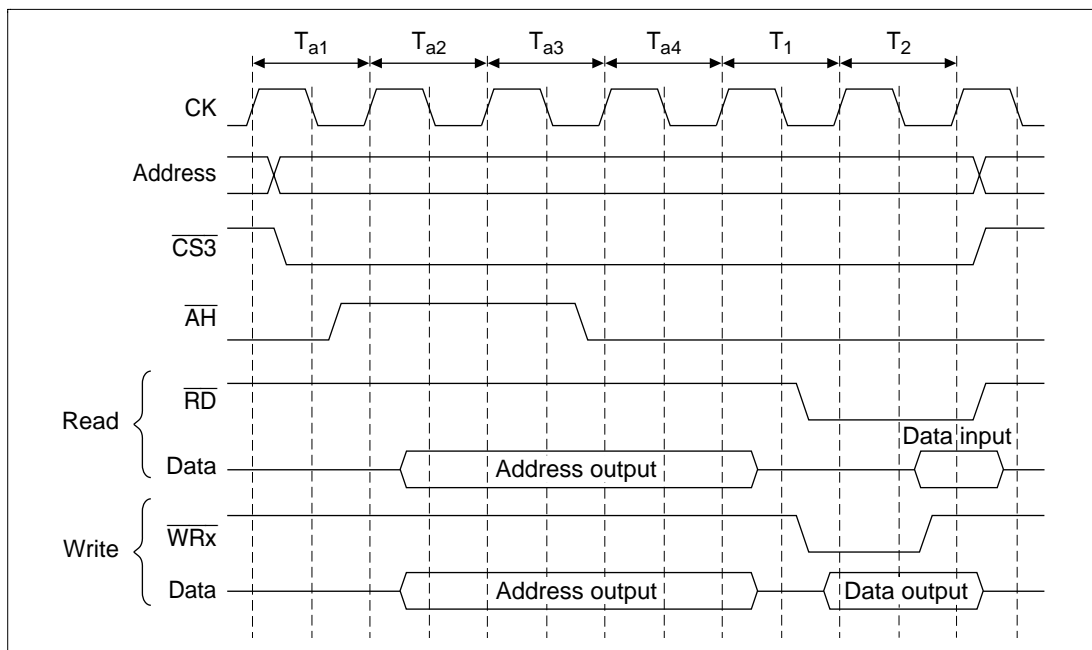 Ta1 Ta2 Ta3 Ta4 T1 T2
CK
Address
CS3
AH
Read
RD
Data input
Data
Address output
Write
WRx
Data
Address output
Data output